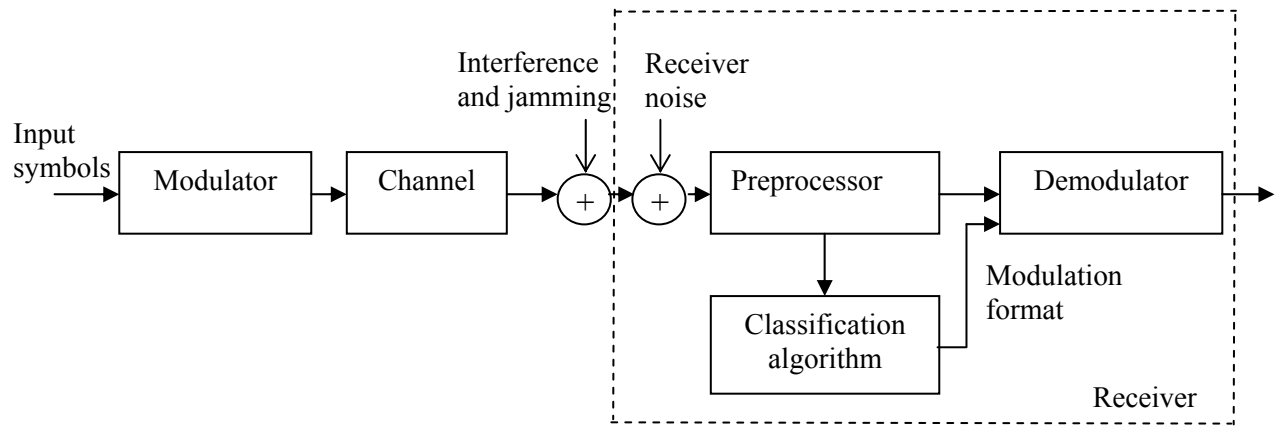 Interference
and jamming
Receiver
noise
Input
symbols
Modulator
Channel
+
+
Preprocessor
Demodulator
Modulation
format
Classification
algorithm
Receiver